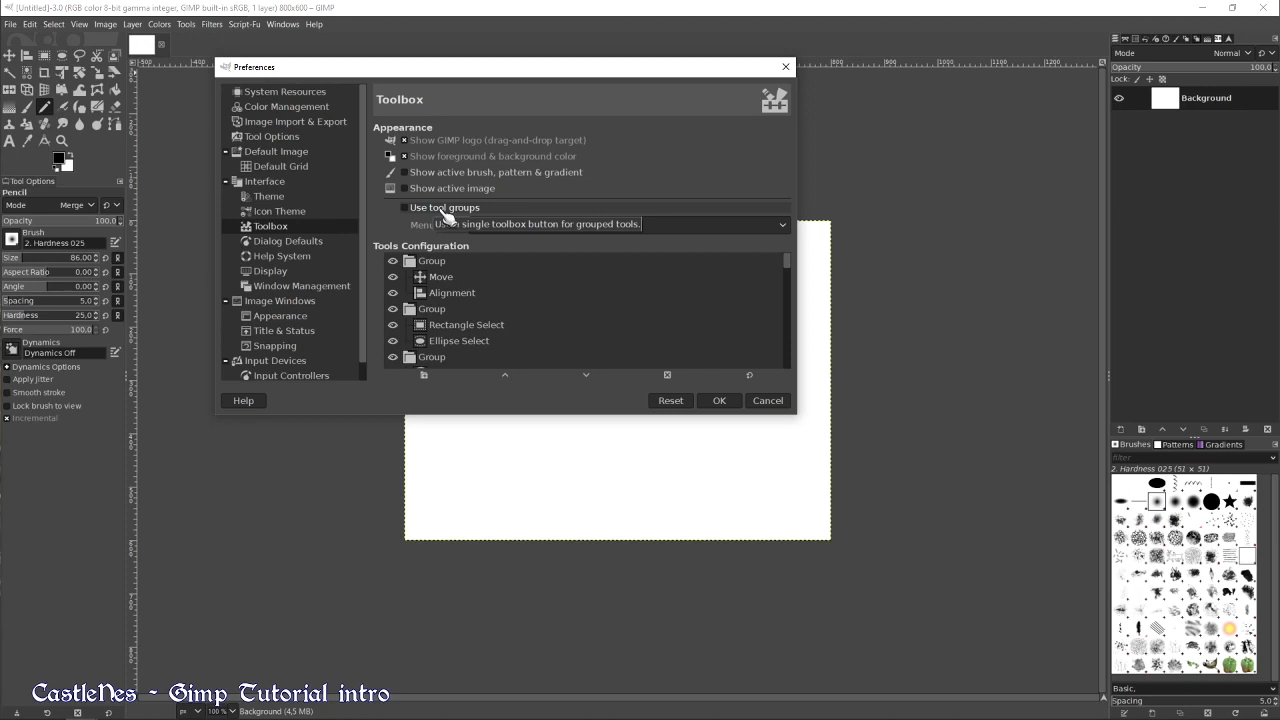 [Untitled]-3.0 (RGB color 8-bit gamma integer, GIMP built-in sRGB, 1 layer) 800x600 – GIMP
File Edit Select View Image Layer Colors Tools Filters Script-Fu Windows Help
Preferences
System Resources
Color Management
Image Import & Export
Tool Options
Default Image
Default Grid
Interface
Theme
Icon Theme
Toolbox
Dialog Defaults
Help System
Display
Window Management
Image Windows
Appearance
Title & Status
Snapping
Input Devices
Input Controllers
Toolbox
Appearance
Show GIMP logo (drag-and-drop target)
Show foreground & background color
Show active brush, pattern & gradient
Show active image
Use tool groups
single toolbox button for grouped tools.
Tools Configuration
Group
Move
Alignment
Group
Rectangle Select
Ellipse Select
Group
Help Reset OK Cancel
Tool Options
Pencil
Mode Merge
Opacity 100,0
Brush
2. Hardness 025
Size 86.00
Aspect Ratio 0.00
Angle 0.00
Spacing 5,0
Hardness 25,0
Force 100,0
Dynamics
Dynamics Off
Dynamics Options
Apply Jitter
Smooth stroke
Lock brush to view
Incremental
Mode Normal
Opacity 100,0
Lock:
Background
Brushes Patterns Gradients
filter
2. Hardness 025 (51 × 51)
Basic,
Spacing 5.0
px 100 % Background (4,5 MB)
CastleNes - Gimp Tutorial intro